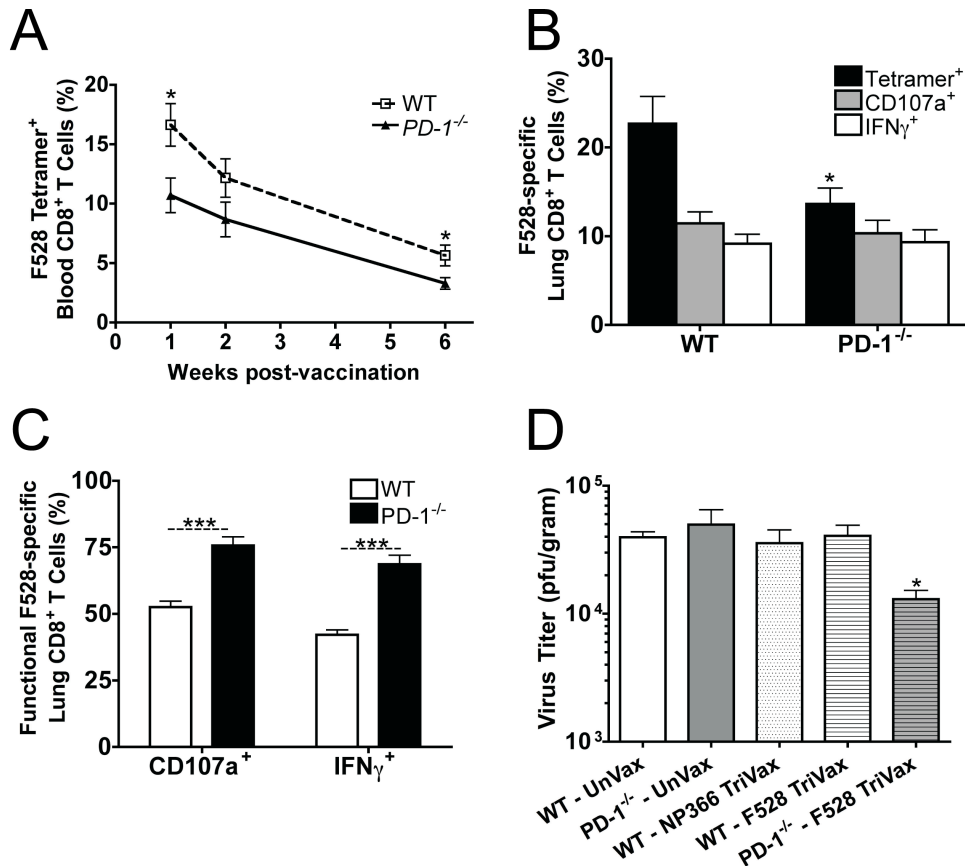 A
F528 Tetramer⁺
Blood CD8⁺ T Cells (%)
20
15
10
5
0
*
*
WT
PD-1⁻/⁻
0 1 2 3 4 5 6
Weeks post-vaccination
B
F528-specific
Lung CD8⁺ T Cells (%)
30
20
10
0
Tetramer⁺
CD107a⁺
IFNγ⁺
*
WT PD-1⁻/⁻
C
Functional F528-specific
Lung CD8⁺ T Cells (%)
100
75
50
25
0
WT
PD-1⁻/⁻
***
***
CD107a⁺ IFNγ⁺
D
Virus Titer (pfu/gram)
10⁵
10⁴
10³
*
WT - UnVax
PD-1⁻/⁻ - UnVax
WT - NP366 TriVax
WT - F528 TriVax
PD-1⁻/⁻ - F528 TriVax